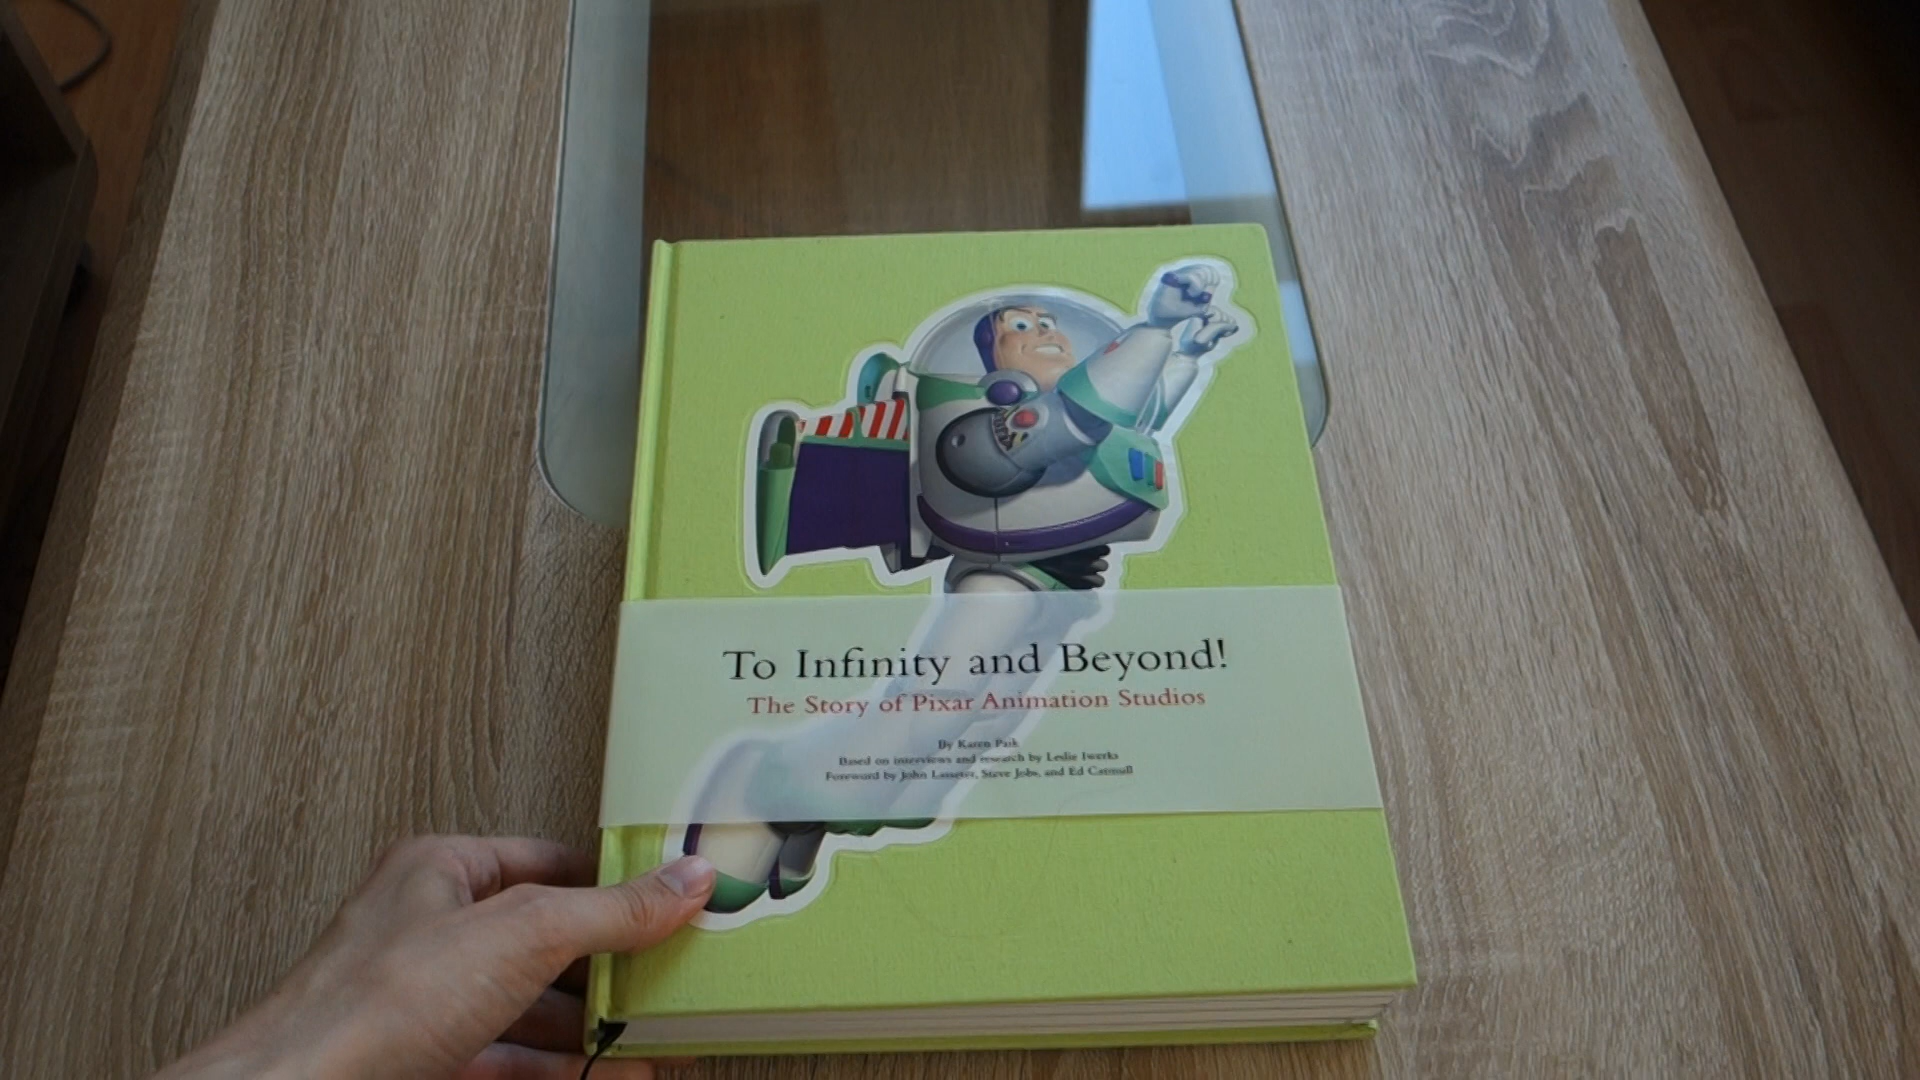 To Infinity and Beyond!
The Story of Pixar Animation Studios
By Karen Paik
Based on interviews and research by Leslie Iwerks
Foreword by John Lasseter, Steve Jobs, and Ed Catmull